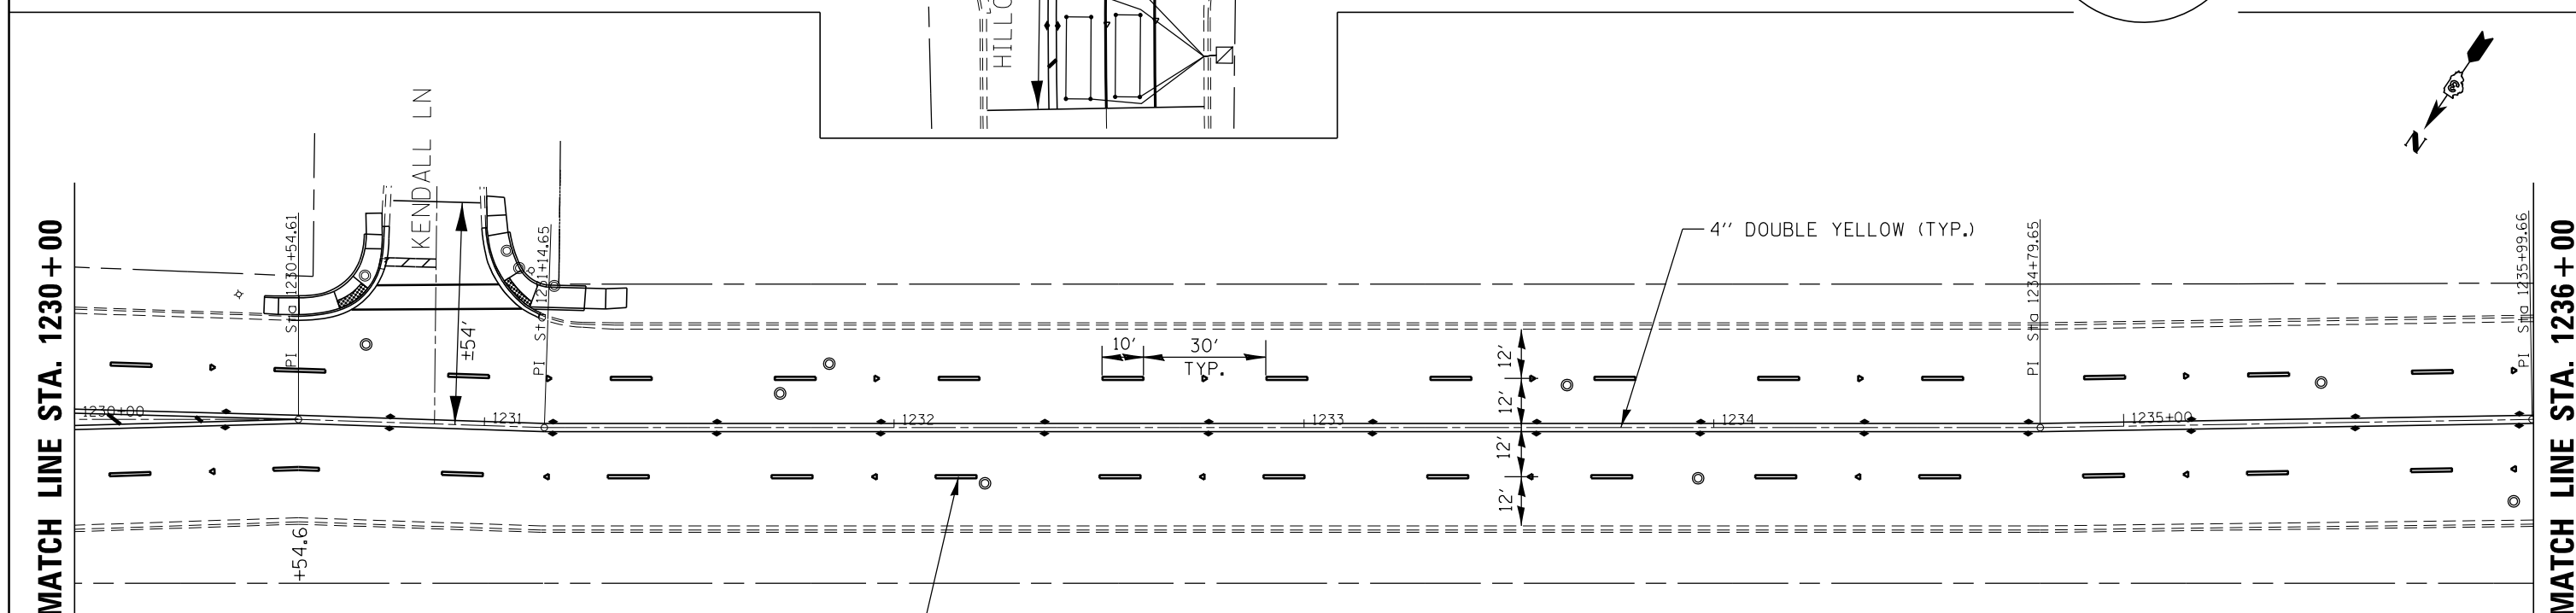 HILLC
N
MATCH LINE STA. 1230+00
KENDALL LN
PI Sta 1230+54.61
PI Sta 1231+14.65
±54'
4'' DOUBLE YELLOW (TYP.)
PI Sta 1234+79.65
PI Sta 1235+99.66
MATCH LINE STA. 1236+00
10'
30'
TYP.
12'
12'
12'
12'
1230+00
1231
1232
1233
1234
1235+00
+54.6